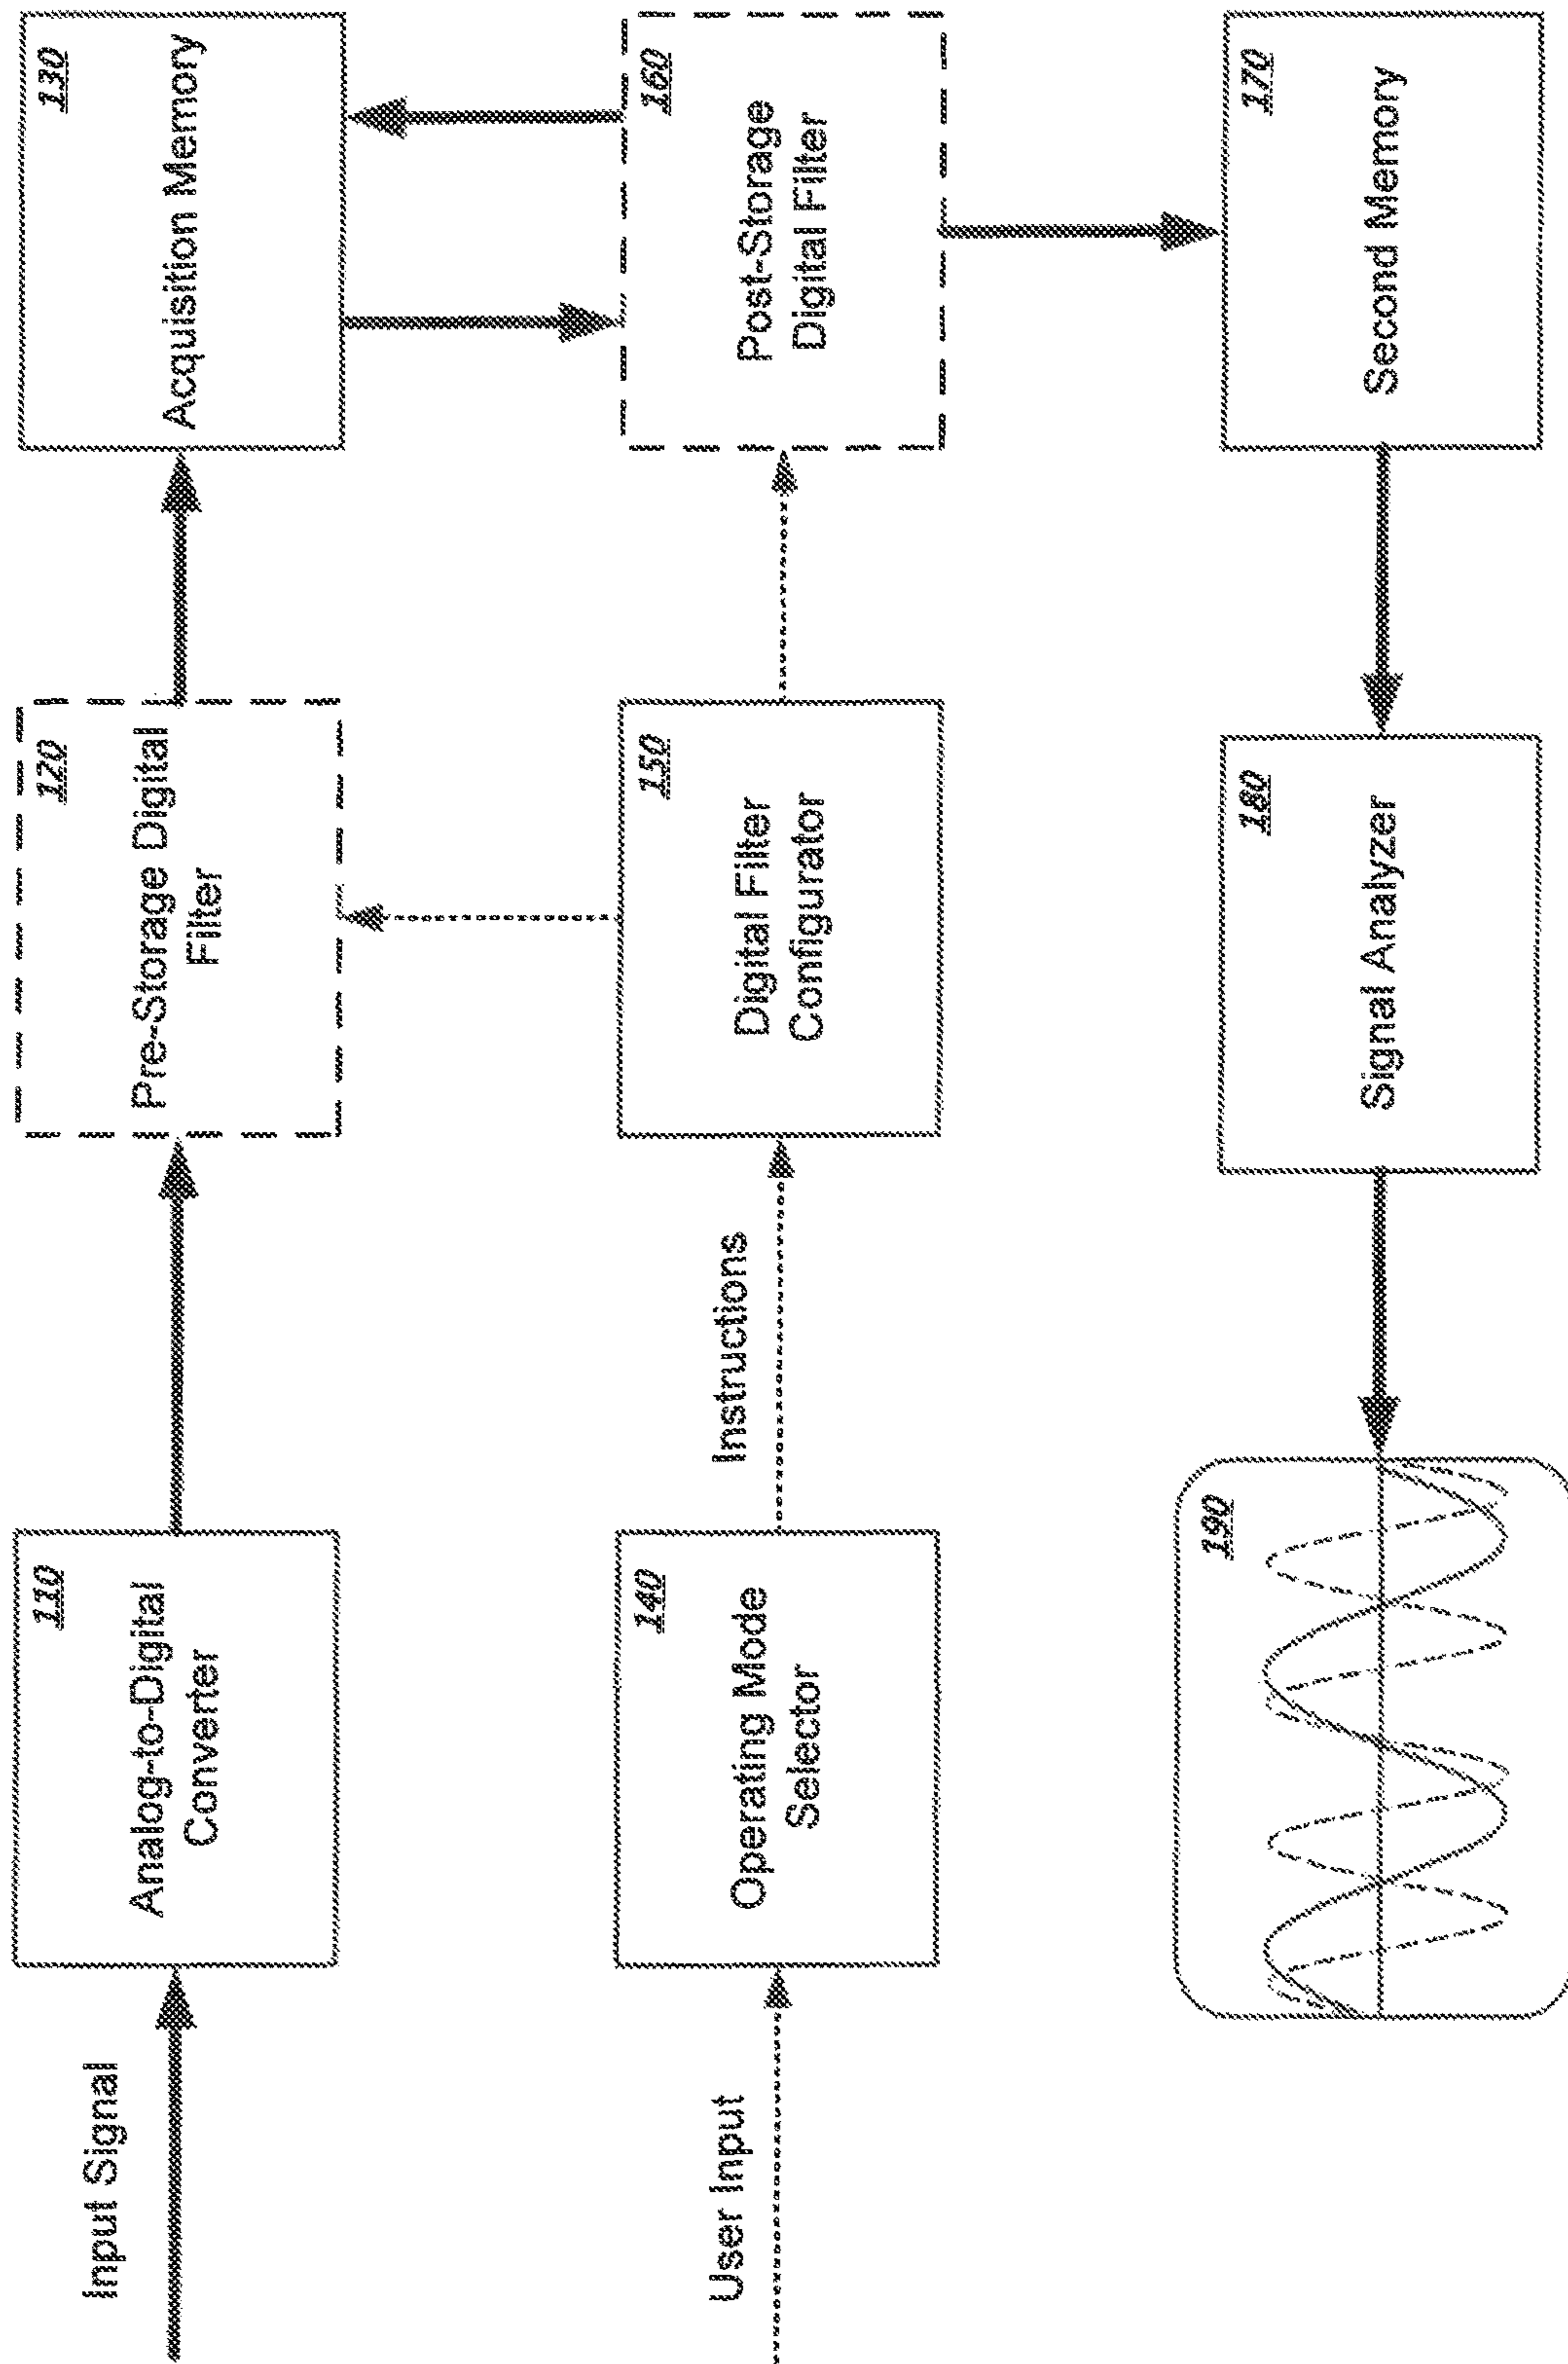 Input Signal
110
Analog-to-Digital
Converter
120
Pre-Storage Digital
Filter
130
Acquisition Memory
User Input
140
Operating Mode
Selector
Instructions
150
Digital Filter
Configurator
160
Post-Storage
Digital Filter
190
180
Signal Analyzer
170
Second Memory